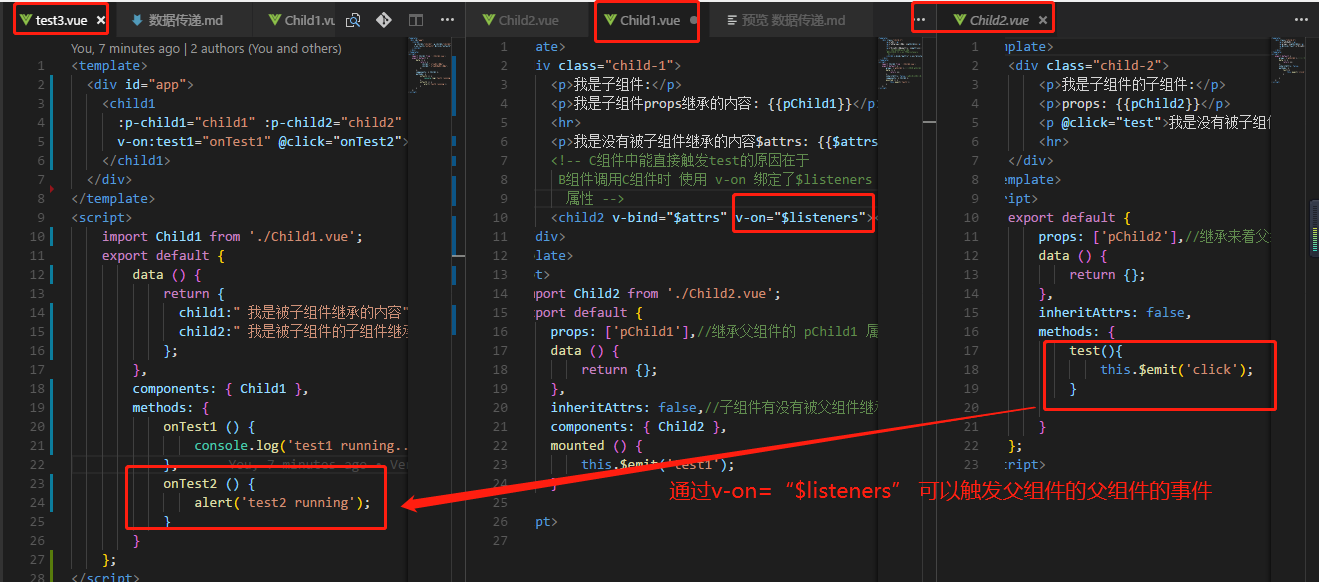 test3.vue
数据传递.md
Child1.vu
Child2.vue
Child1.vue
预览 数据传递.md
Child2.vue
You, 7 minutes ago | 2 authors (You and others)
1 <template>
2 <div id="app">
3 <child1
4 :p-child1="child1" :p-child2="child2"
5 v-on:test1="onTest1" @click="onTest2">
6 </child1>
7 </div>
8 </template>
9 <script>
10 import Child1 from './Child1.vue';
11 export default {
12 data () {
13 return {
14 child1:" 我是被子组件继承的内容"
15 child2:" 我是被子组件的子组件继
16 };
17 },
18 components: { Child1 },
19 methods: {
20 onTest1 () {
21 console.log('test1 running..
22 }, You, 7 minutes ago
23 onTest2 () {
24 alert('test2 running');
25 }
26 }
27 };
28 </script>
1 ate>
2 iv class="child-1">
3 <p>我是子组件:</p>
4 <p>我是子组件props继承的内容: {{pChild1}}</p
5 <hr>
6 <p>我是没有被子组件继承的内容$attrs: {{$attrs
7 <!-- C组件中能直接触发test的原因在于
8 B组件调用C组件时 使用 v-on 绑定了$listeners
9 属性 -->
10 <child2 v-bind="$attrs" v-on="$listeners">
11 div>
12 late>
13 t>
14 port Child2 from './Child2.vue';
15 port default {
16 props: ['pChild1'],//继承父组件的 pChild1 属
17 data () {
18 return {};
19 },
20 inheritAttrs: false,//子组件有没有被父组件继
21 components: { Child2 },
22 mounted () {
23 this.$emit('test1');
24 }
25
26 pt>
27
1 mplate>
2 <div class="child-2">
3 <p>我是子组件的子组件:</p>
4 <p>props: {{pChild2}}</p>
5 <p @click="test">我是没有被子组
6 <hr>
7 </div>
8 emplate>
9 ript>
10 export default {
11 props: ['pChild2'],//继承来着父
12 data () {
13 return {};
14 },
15 inheritAttrs: false,
16 methods: {
17 test(){
18 this.$emit('click');
19 }
20
21 }
22 };
23 cript>
通过v-on=“$listeners” 可以触发父组件的父组件的事件